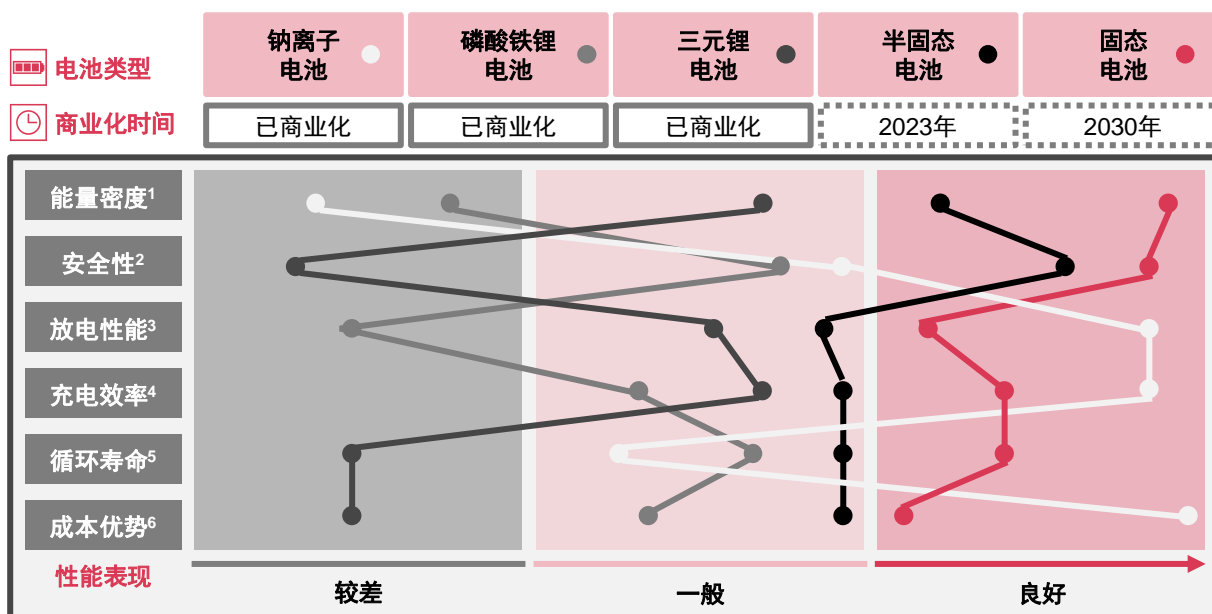 电池类型
钠离子
电池
磷酸铁锂
电池
三元锂
电池
半固态
电池
固态
电池
商业化时间
已商业化
已商业化
已商业化
2023年
2030年
能量密度1
安全性2
放电性能3
充电效率4
循环寿命5
成本优势6
性能表现
较差
一般
良好